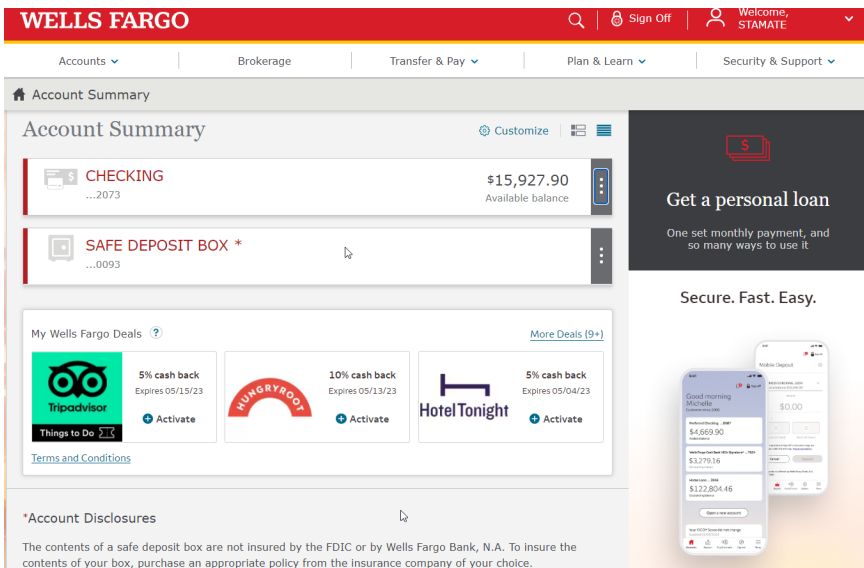 WELLS FARGO
Sign Off
Welcome,
STAMATE
Accounts
Brokerage
Transfer & Pay
Plan & Learn
Security & Support
Account Summary
Account Summary
Customize
CHECKING
...2073
$15,927.90
Available balance
SAFE DEPOSIT BOX *
...0093
My Wells Fargo Deals ?
More Deals (9+)
Tripadvisor
Things to Do
5% cash back
Expires 05/15/23
Activate
HUNGRYROOT
10% cash back
Expires 05/13/23
Activate
HotelTonight
5% cash back
Expires 05/04/23
Activate
Terms and Conditions
*Account Disclosures
The contents of a safe deposit box are not insured by the FDIC or by Wells Fargo Bank, N.A. To insure the
contents of your box, purchase an appropriate policy from the insurance company of your choice.
$
Get a personal loan
One set monthly payment, and
so many ways to use it
Secure. Fast. Easy.
Mobile Deposit
$0.00
Good morning
Michelle
$4,669.90
$3,279.16
$122,804.46
Open a new account